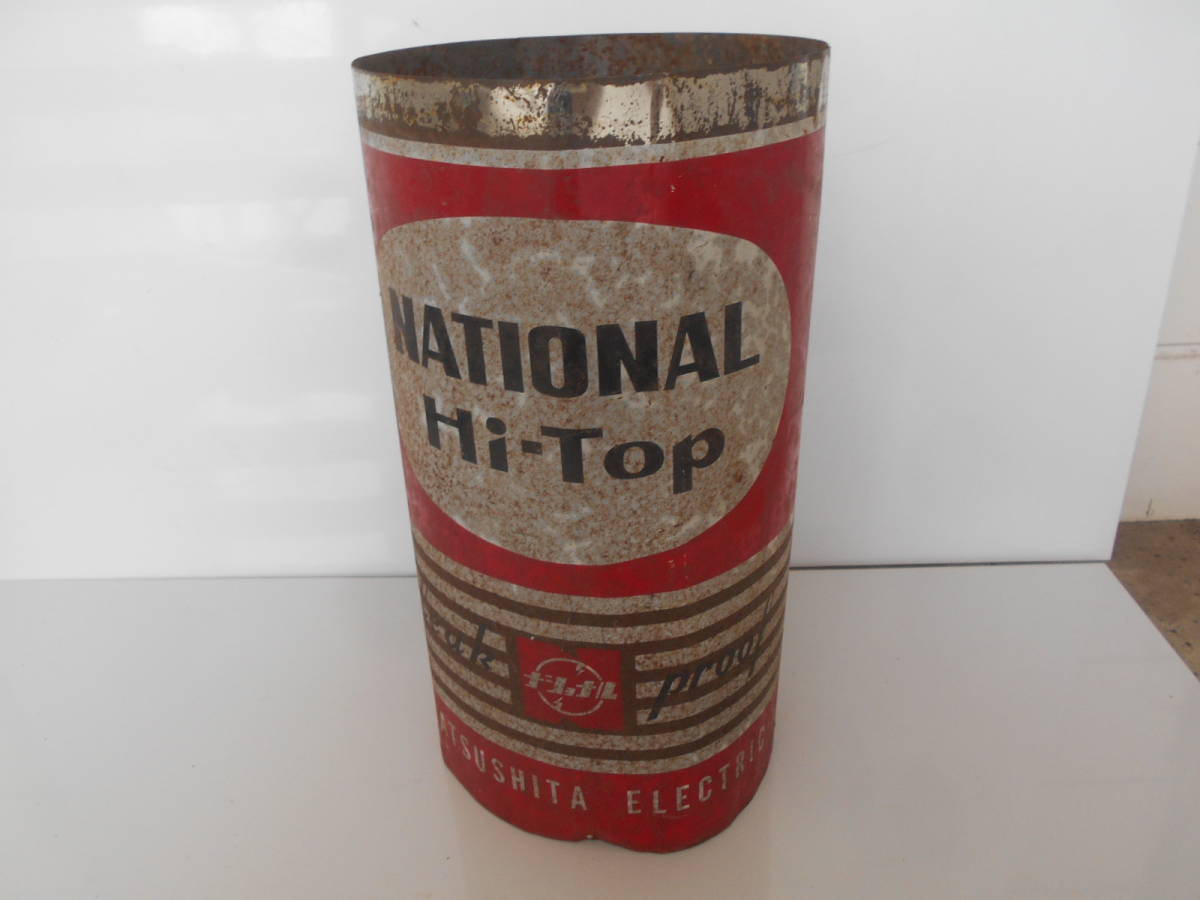 NATIONAL
Hi-Top
ナショナル
proof
ATSUSHITA ELECTRIC